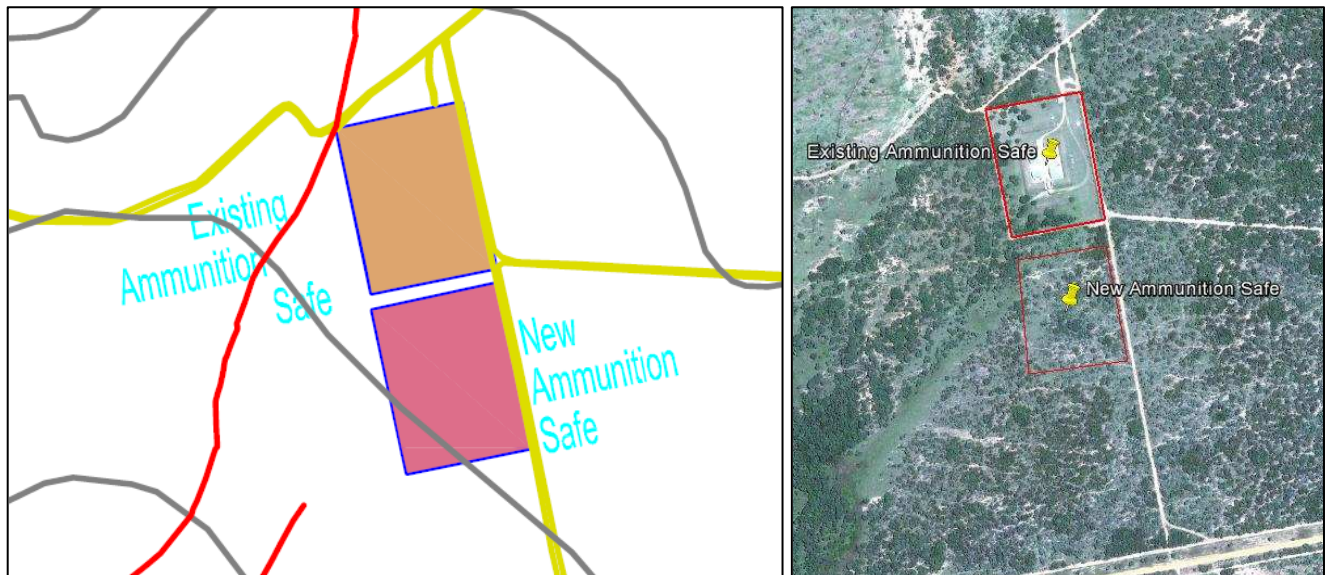 Existing
Ammunition
Safe
New
Ammunition
Safe
Existing Ammunition Safe
New Ammunition Safe